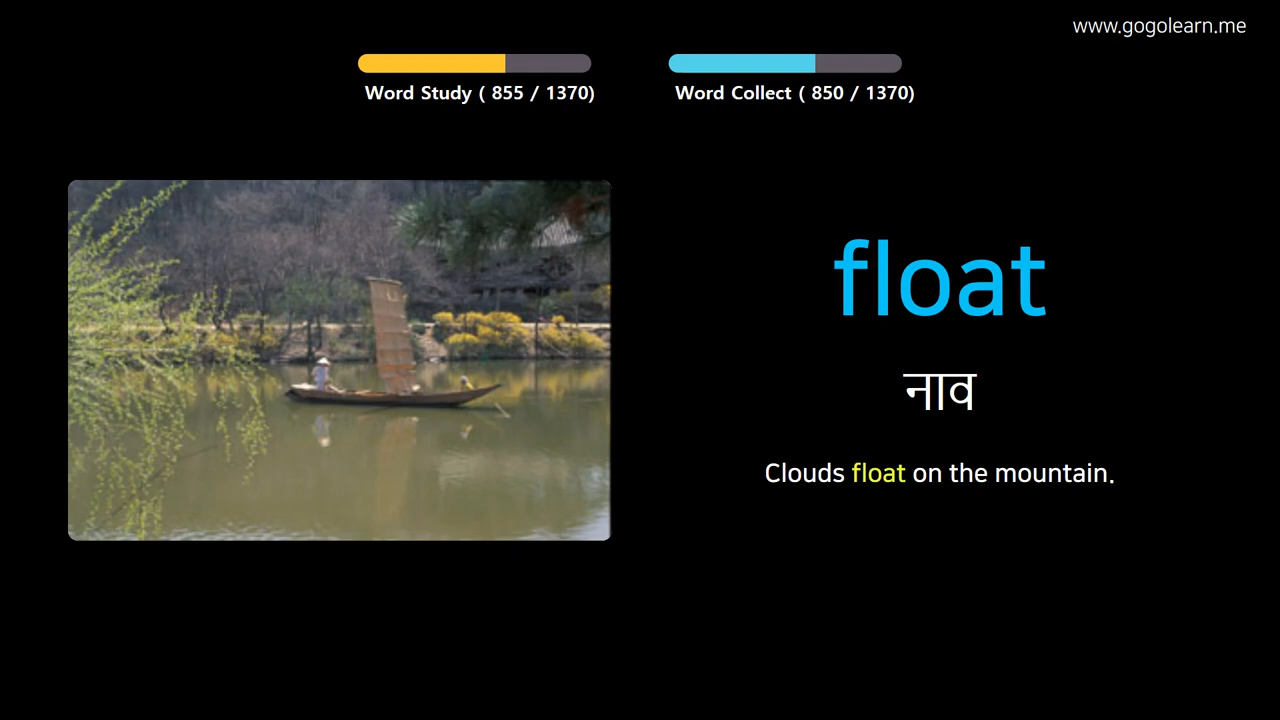 www.gogolearn.me
Word Study ( 855 / 1370)
Word Collect ( 850 / 1370)
float
नाव
Clouds float on the mountain.